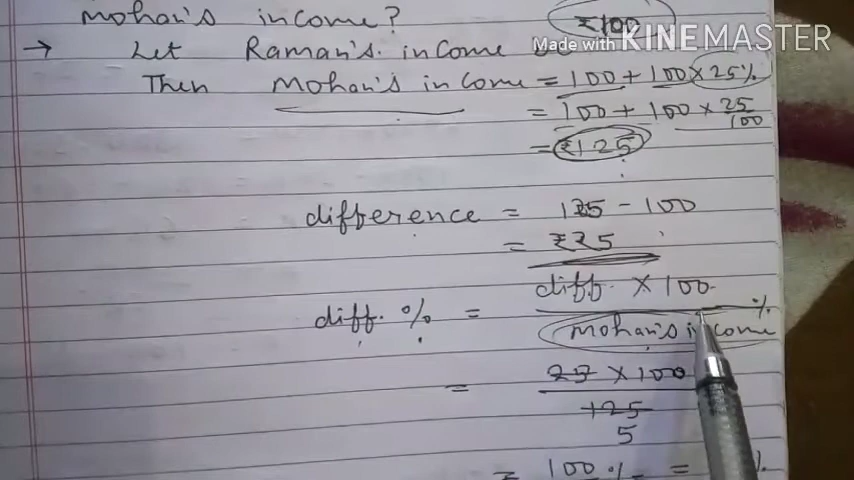 Mohan's income? ₹100
→ Let Raman's income
Made with KINEMASTER
Then Mohan's income = 100 + 100 × 25%
= 100 + 100 × 25/100
= ₹125
difference = 125 - 100
= ₹25
diff. % = diff. × 100 / Mohan's income %
= 25 × 100 / 125
5
= 100 % = %.